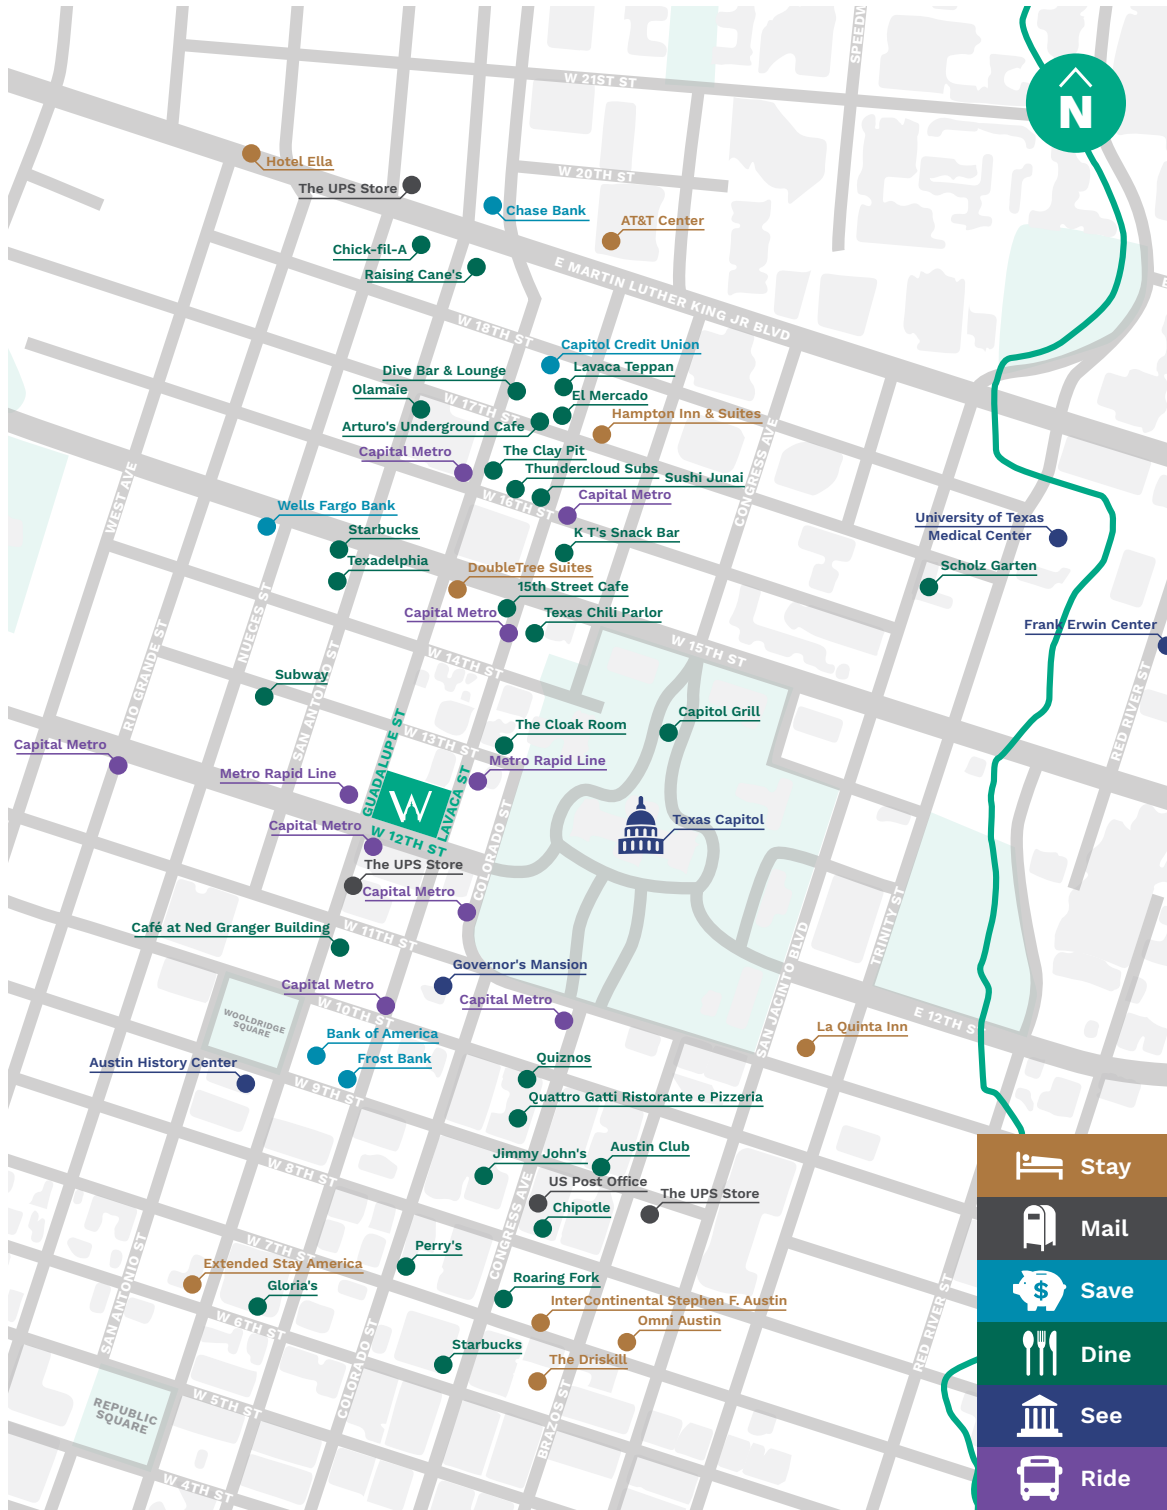 SPEEDW
W 21ST ST
N
Hotel Ella
W 20TH ST
The UPS Store
Chase Bank
AT&T Center
Chick-fil-A
Raising Cane's
E MARTIN LUTHER KING JR BLVD
W 18TH ST
Capitol Credit Union
Dive Bar & Lounge
Lavaca Teppan
Olamaie
El Mercado
W 17TH ST
Hampton Inn & Suites
Arturo's Underground Cafe
CONGRESS AVE
Capital Metro
The Clay Pit
Thundercloud Subs
Sushi Junai
WEST AVE
W 16TH ST
Capital Metro
Wells Fargo Bank
University of Texas
Medical Center
Starbucks
K T's Snack Bar
Texadelphia
DoubleTree Suites
Scholz Garten
15th Street Cafe
Capital Metro
Texas Chili Parlor
NUECES ST
Frank Erwin Center
W 15TH ST
W 14TH ST
RIO GRANDE ST
SAN ANTONIO ST
Subway
RED RIVER ST
Capitol Grill
The Cloak Room
GUADALUPE ST
W 13TH ST
Capital Metro
Metro Rapid Line
Metro Rapid Line
LAVACA ST
W
Capital Metro
W 12TH ST
Texas Capitol
COLORADO ST
The UPS Store
Capital Metro
Café at Ned Granger Building
W 11TH ST
TRINITY ST
SAN JACINTO BLVD
Governor's Mansion
Capital Metro
Capital Metro
W 10TH ST
WOOLDRIDGE
SQUARE
E 12TH S
La Quinta Inn
Bank of America
Austin History Center
Frost Bank
Quiznos
W 9TH ST
Quattro Gatti Ristorante e Pizzeria
Jimmy John's
Austin Club
W 8TH ST
US Post Office
The UPS Store
CONGRESS AVE
Chipotle
W 7TH ST
Perry's
Extended Stay America
SAN ANTONIO ST
Gloria's
Roaring Fork
InterContinental Stephen F. Austin
W 6TH ST
Omni Austin
RED RIVER ST
Starbucks
COLORADO ST
The Driskill
BRAZOS ST
W 5TH ST
REPUBLIC
SQUARE
W 4TH ST
Stay
Mail
$
Save
Dine
See
Ride